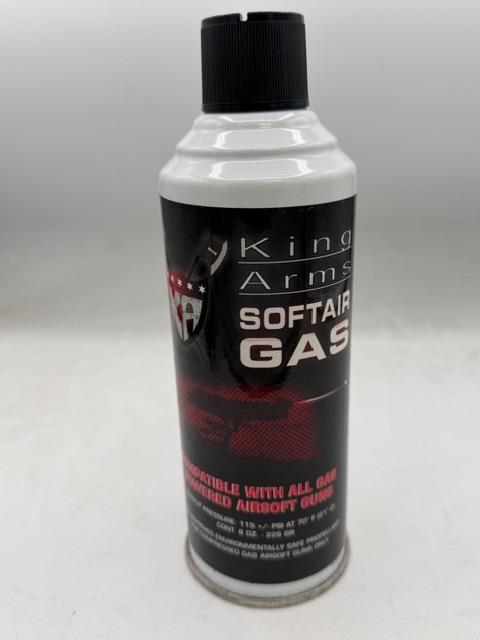 King
Arms
KA
SOFTAIR
GAS
COMPATIBLE WITH ALL GAS
POWERED AIRSOFT GUNS
PRESSURE: 115 +/- PSI AT 70° F (21° C)
CONT. 8 OZ. - 226 GR
ENVIRONMENTALLY SAFE PROPELLANT
COMPRESSED GAS AIRSOFT GUNS ONLY.